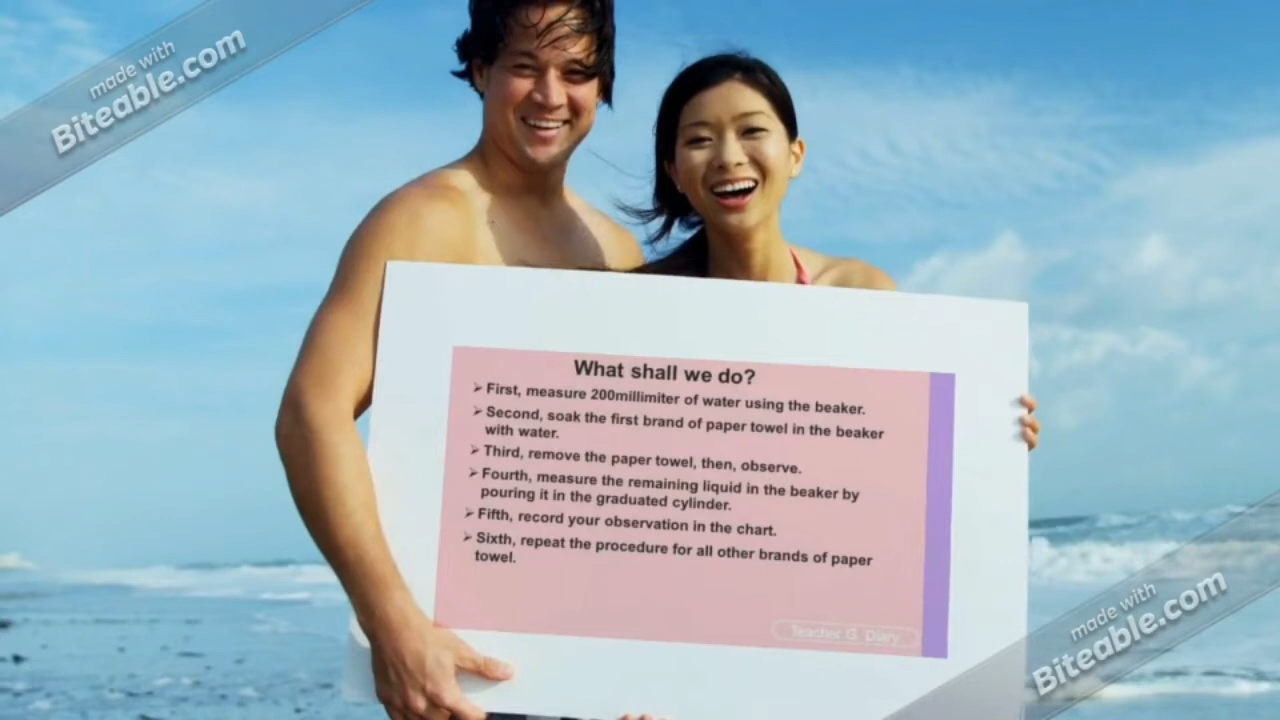 made with
Biteable.com
What shall we do?
➢ First, measure 200millimiter of water using the beaker.
➢ Second, soak the first brand of paper towel in the beaker
with water.
➢ Third, remove the paper towel, then, observe.
➢ Fourth, measure the remaining liquid in the beaker by
pouring it in the graduated cylinder.
➢ Fifth, record your observation in the chart.
➢ Sixth, repeat the procedure for all other brands of paper
towel.
Teacher G. Diary
made with
Biteable.com